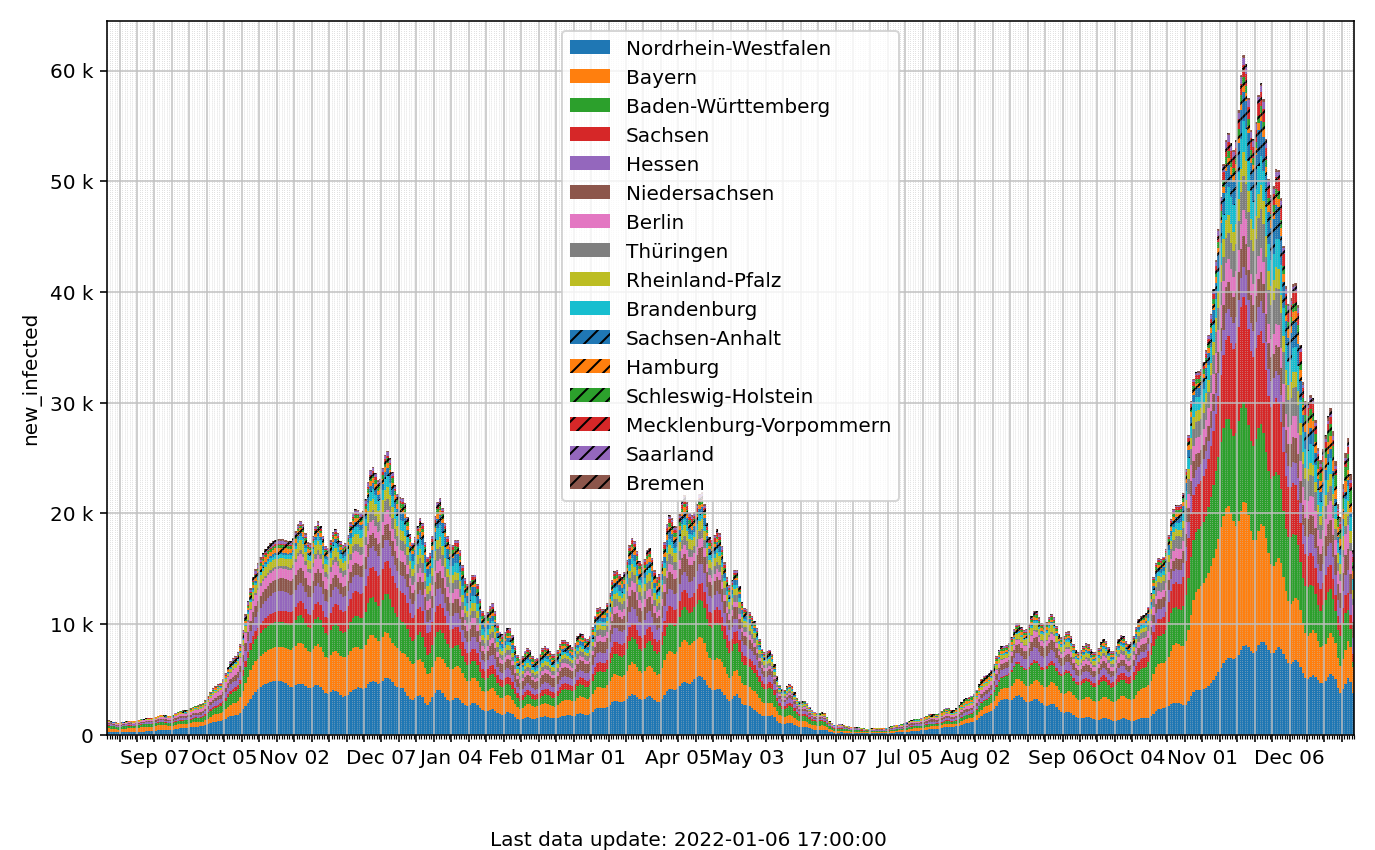 60 k
50 k
40 k
30 k
20 k
10 k
0
new_infected
Nordrhein-Westfalen
Bayern
Baden-Württemberg
Sachsen
Hessen
Niedersachsen
Berlin
Thüringen
Rheinland-Pfalz
Brandenburg
Sachsen-Anhalt
Hamburg
Schleswig-Holstein
Mecklenburg-Vorpommern
Saarland
Bremen
Sep 07 Oct 05 Nov 02 Dec 07 Jan 04 Feb 01 Mar 01 Apr 05 May 03 Jun 07 Jul 05 Aug 02 Sep 06 Oct 04 Nov 01 Dec 06
Last data update: 2022-01-06 17:00:00